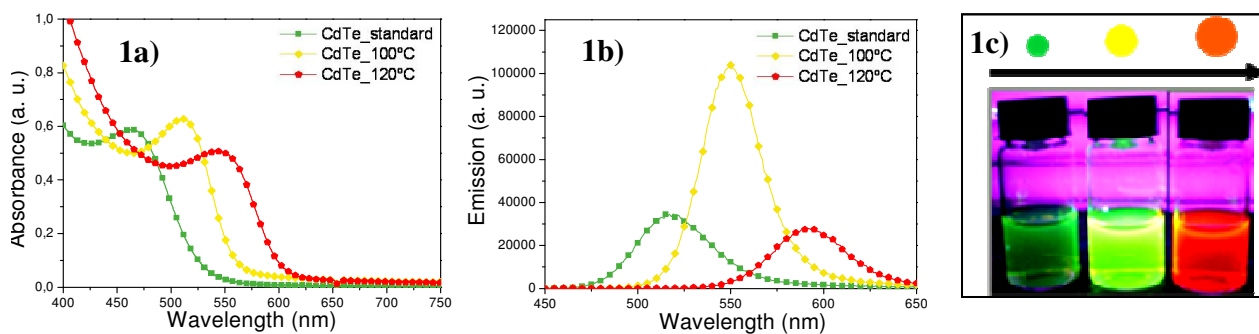 1a)
CdTe_standard
CdTe_100ºC
CdTe_120ºC
Absorbance (a. u.)
1,0
0,8
0,6
0,4
0,2
0,0
400 450 500 550 600 650 700 750
Wavelength (nm)
1b)
CdTe_standard
CdTe_100ºC
CdTe_120ºC
Emission (a. u.)
100000
80000
60000
40000
20000
0
450 500 550 600 650
Wavelength (nm)
1c)